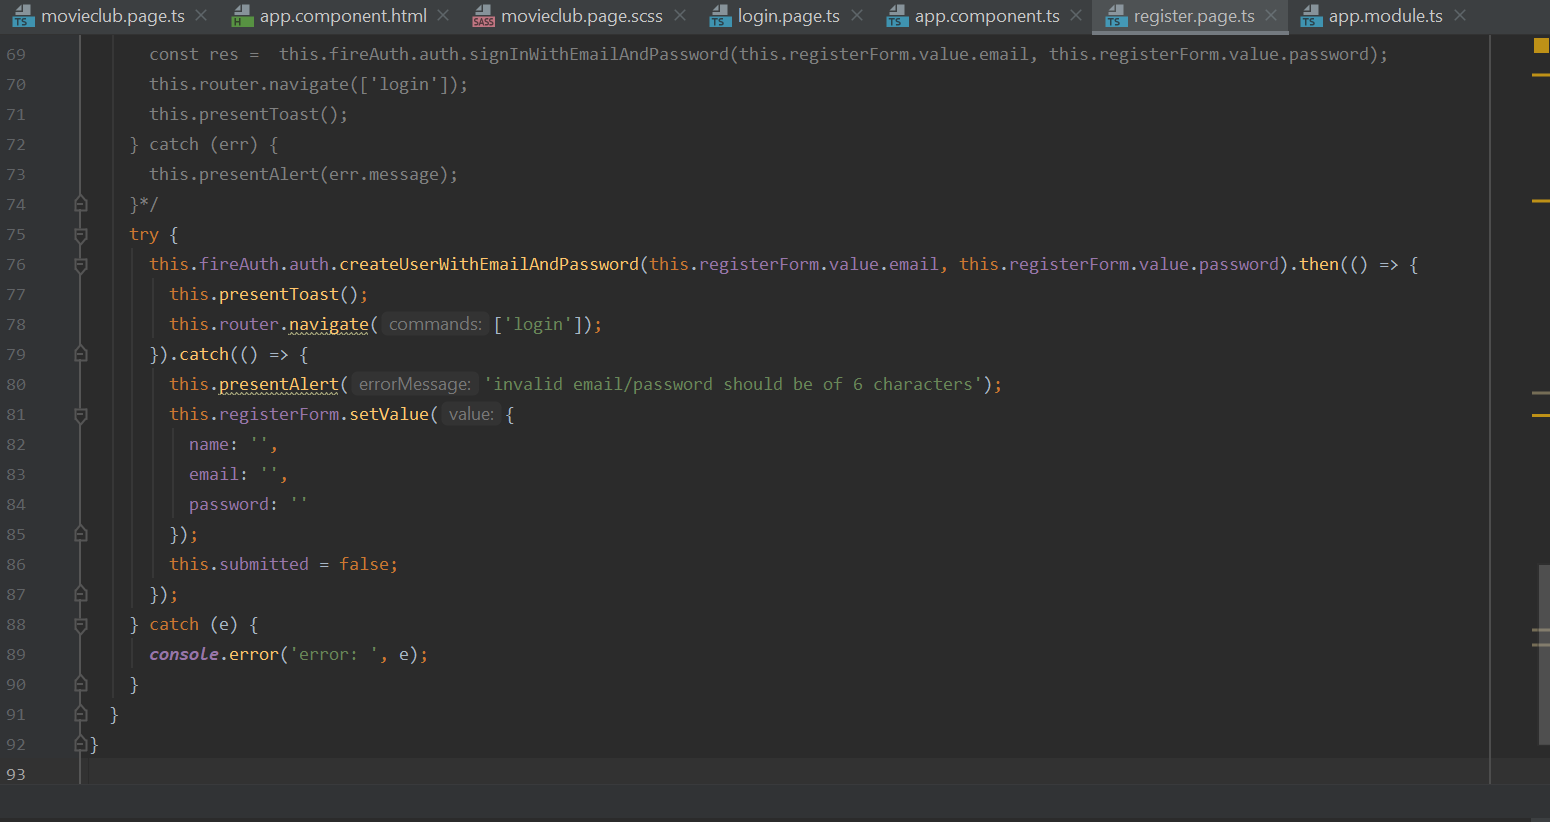 movieclub.page.ts app.component.html movieclub.page.scss login.page.ts app.component.ts register.page.ts app.module.ts
69 const res =  this.fireAuth.auth.signInWithEmailAndPassword(this.registerForm.value.email, this.registerForm.value.password);
70 this.router.navigate(['login']);
71 this.presentToast();
72 } catch (err) {
73 this.presentAlert(err.message);
74 }*/
75 try {
76 this.fireAuth.auth.createUserWithEmailAndPassword(this.registerForm.value.email, this.registerForm.value.password).then(() => {
77 this.presentToast();
78 this.router.navigate( commands: ['login']);
79 }).catch(() => {
80 this.presentAlert( errorMessage: 'invalid email/password should be of 6 characters');
81 this.registerForm.setValue( value: {
82 name: '',
83 email: '',
84 password: ''
85 });
86 this.submitted = false;
87 });
88 } catch (e) {
89 console.error('error: ', e);
90 }
91 }
92 }
93